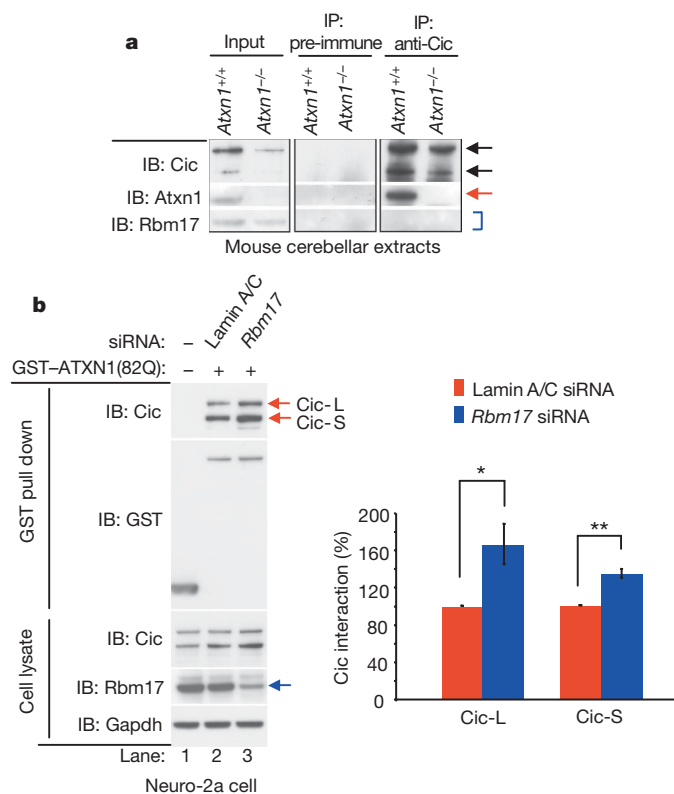 a
Input
IP: pre-immune
IP: anti-Cic
Atxn1+/+
Atxn1–/–
Atxn1+/+
Atxn1–/–
Atxn1+/+
Atxn1–/–
IB: Cic
IB: Atxn1
IB: Rbm17
Mouse cerebellar extracts
b
siRNA: – Lamin A/C Rbm17
GST–ATXN1(82Q): – + +
GST pull down
IB: Cic
Cic-L
Cic-S
IB: GST
Cell lysate
IB: Cic
IB: Rbm17
IB: Gapdh
Lane: 1 2 3
Neuro-2a cell
Lamin A/C siRNA
Rbm17 siRNA
Cic interaction (%)
200
160
120
80
40
0
*
**
Cic-L
Cic-S